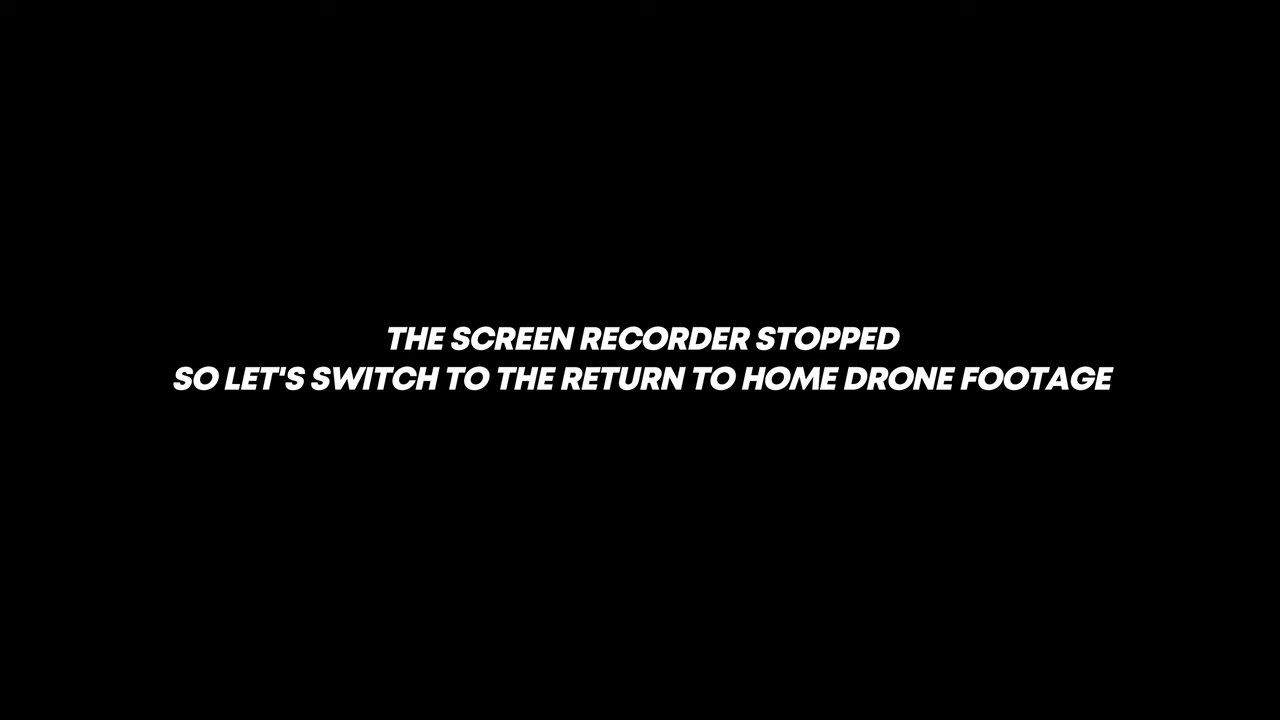 THE SCREEN RECORDER STOPPED
SO LET'S SWITCH TO THE RETURN TO HOME DRONE FOOTAGE